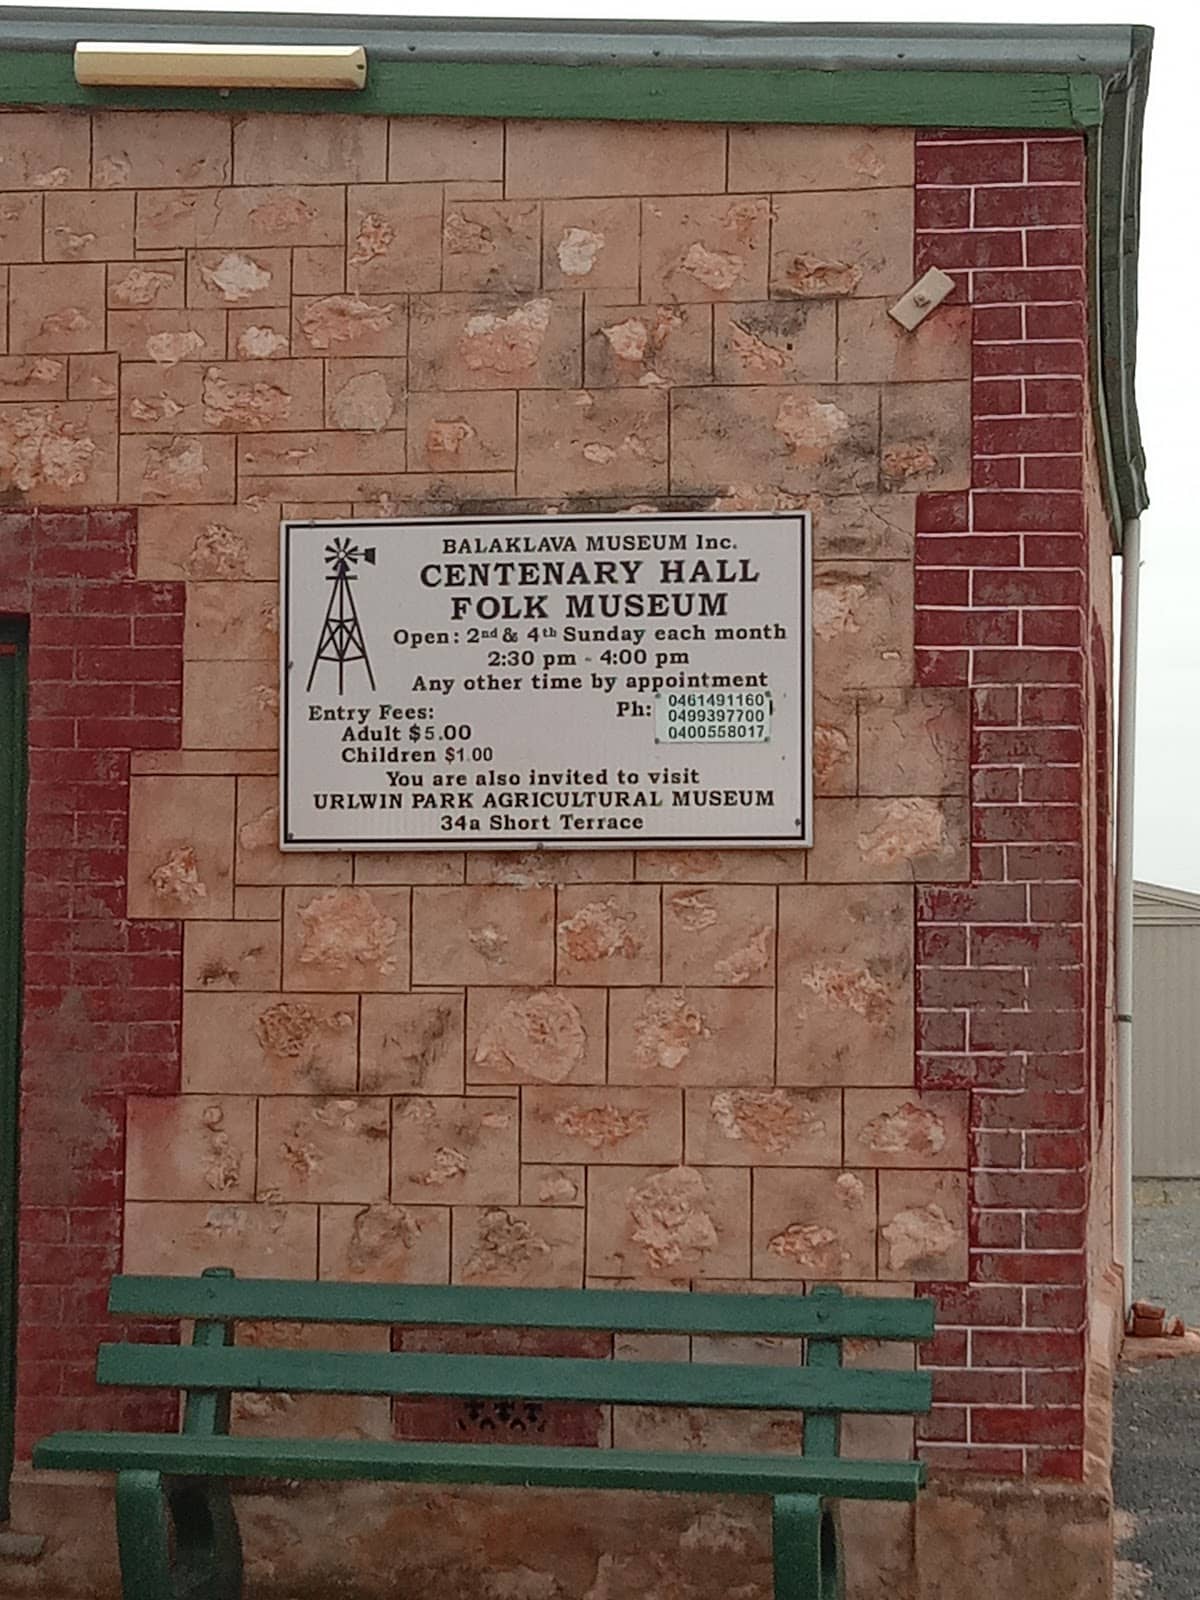 BALAKLAVA MUSEUM Inc.
CENTENARY HALL
FOLK MUSEUM
Open: 2nd & 4th Sunday each month
2:30 pm - 4:00 pm
Any other time by appointment
Entry Fees:
Adult $5.00
Children $1.00
Ph: 0461491160
0499397700
0400558017
You are also invited to visit
URLWIN PARK AGRICULTURAL MUSEUM
34a Short Terrace